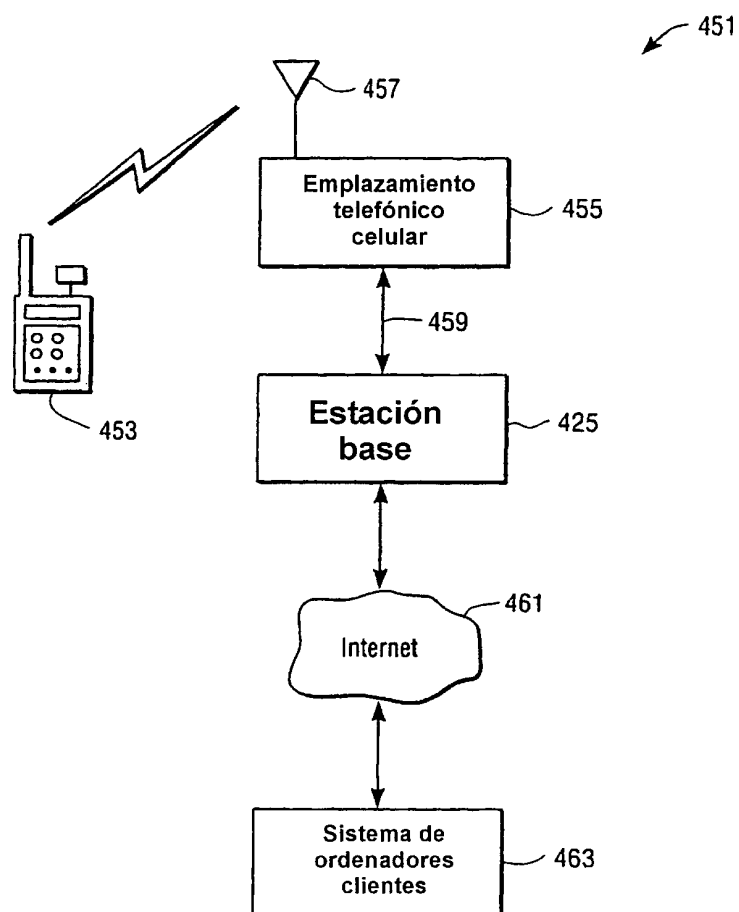 451
457
Emplazamiento
telefónico
celular
455
459
453
Estación
base
425
461
Internet
Sistema de
ordenadores
clientes
463